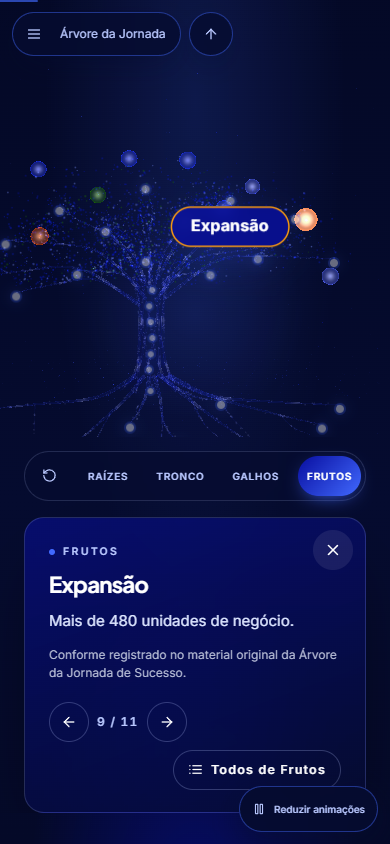 Árvore da Jornada
Expansão
RAÍZES TRONCO GALHOS FRUTOS
FRUTOS
Expansão
Mais de 480 unidades de negócio.
Conforme registrado no material original da Árvore
da Jornada de Sucesso.
9 / 11
Todos de Frutos
Reduzir animações